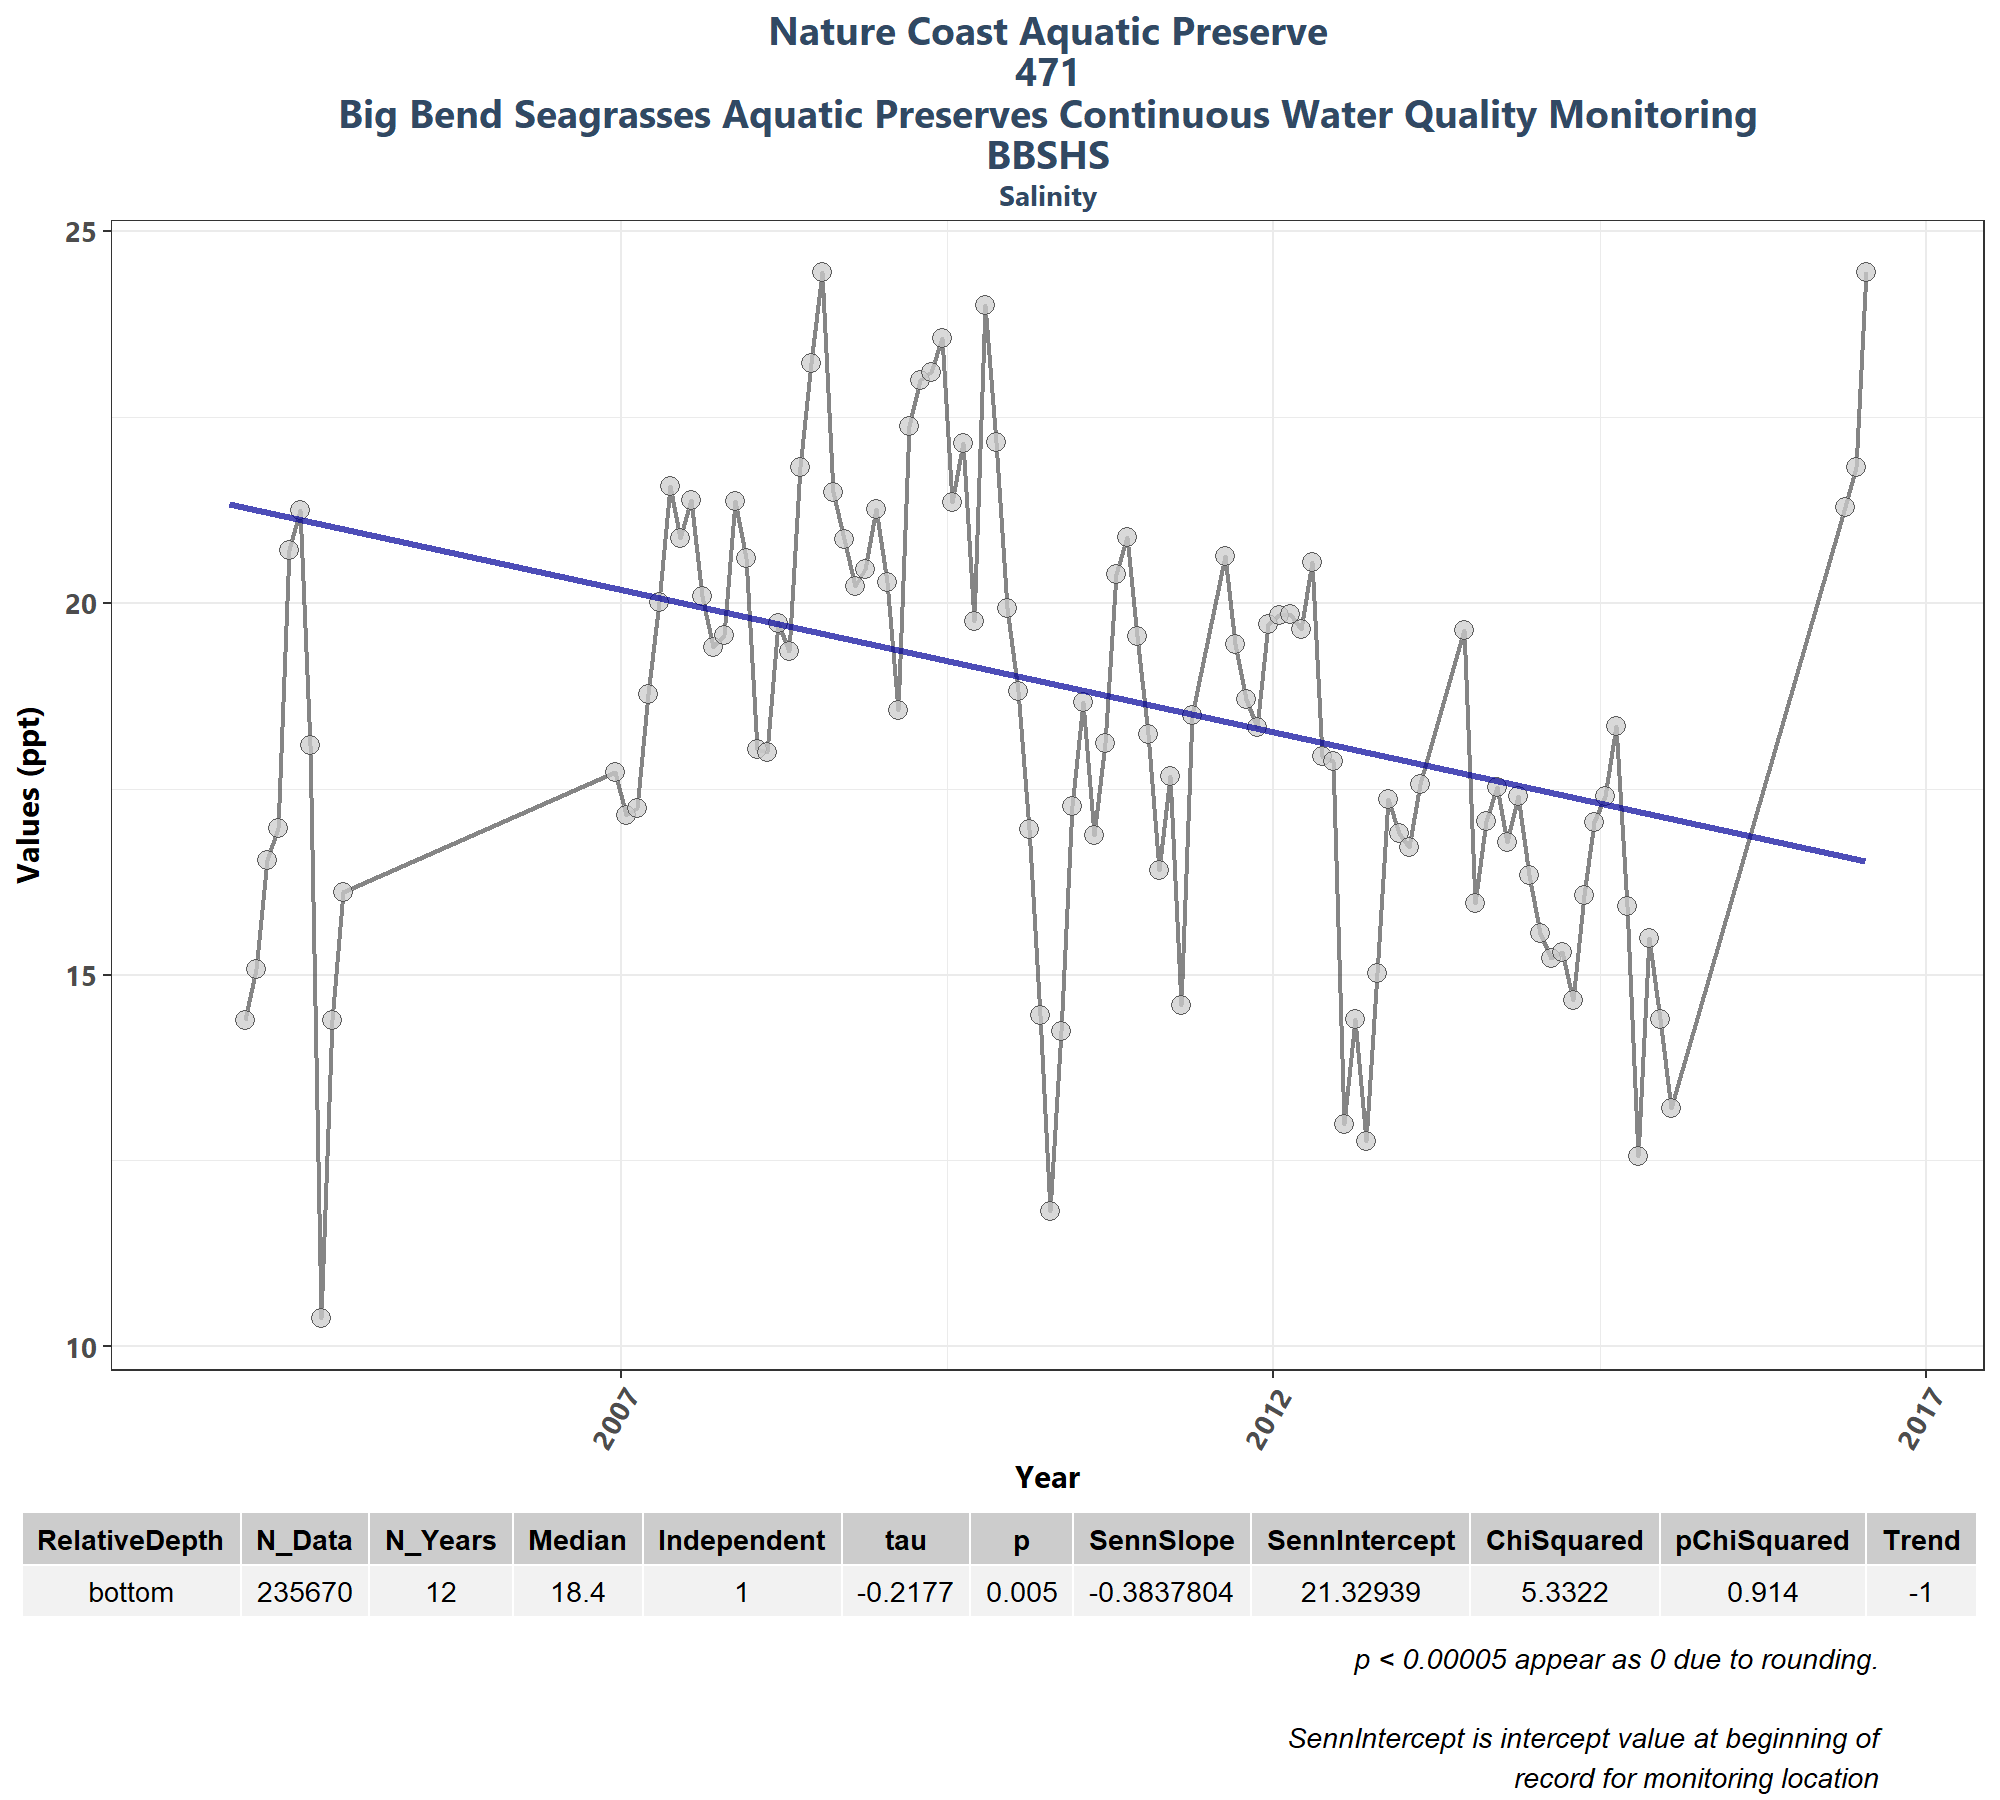 Nature Coast Aquatic Preserve
471
Big Bend Seagrasses Aquatic Preserves Continuous Water Quality Monitoring
BBSHS
Salinity
25
20
15
10
Values (ppt)
2007
2012
2017
Year
RelativeDepth N_Data N_Years Median Independent tau p SennSlope SennIntercept ChiSquared pChiSquared Trend
bottom 235670 12 18.4 1 -0.2177 0.005 -0.3837804 21.32939 5.3322 0.914 -1
p < 0.00005 appear as 0 due to rounding.
SennIntercept is intercept value at beginning of
record for monitoring location